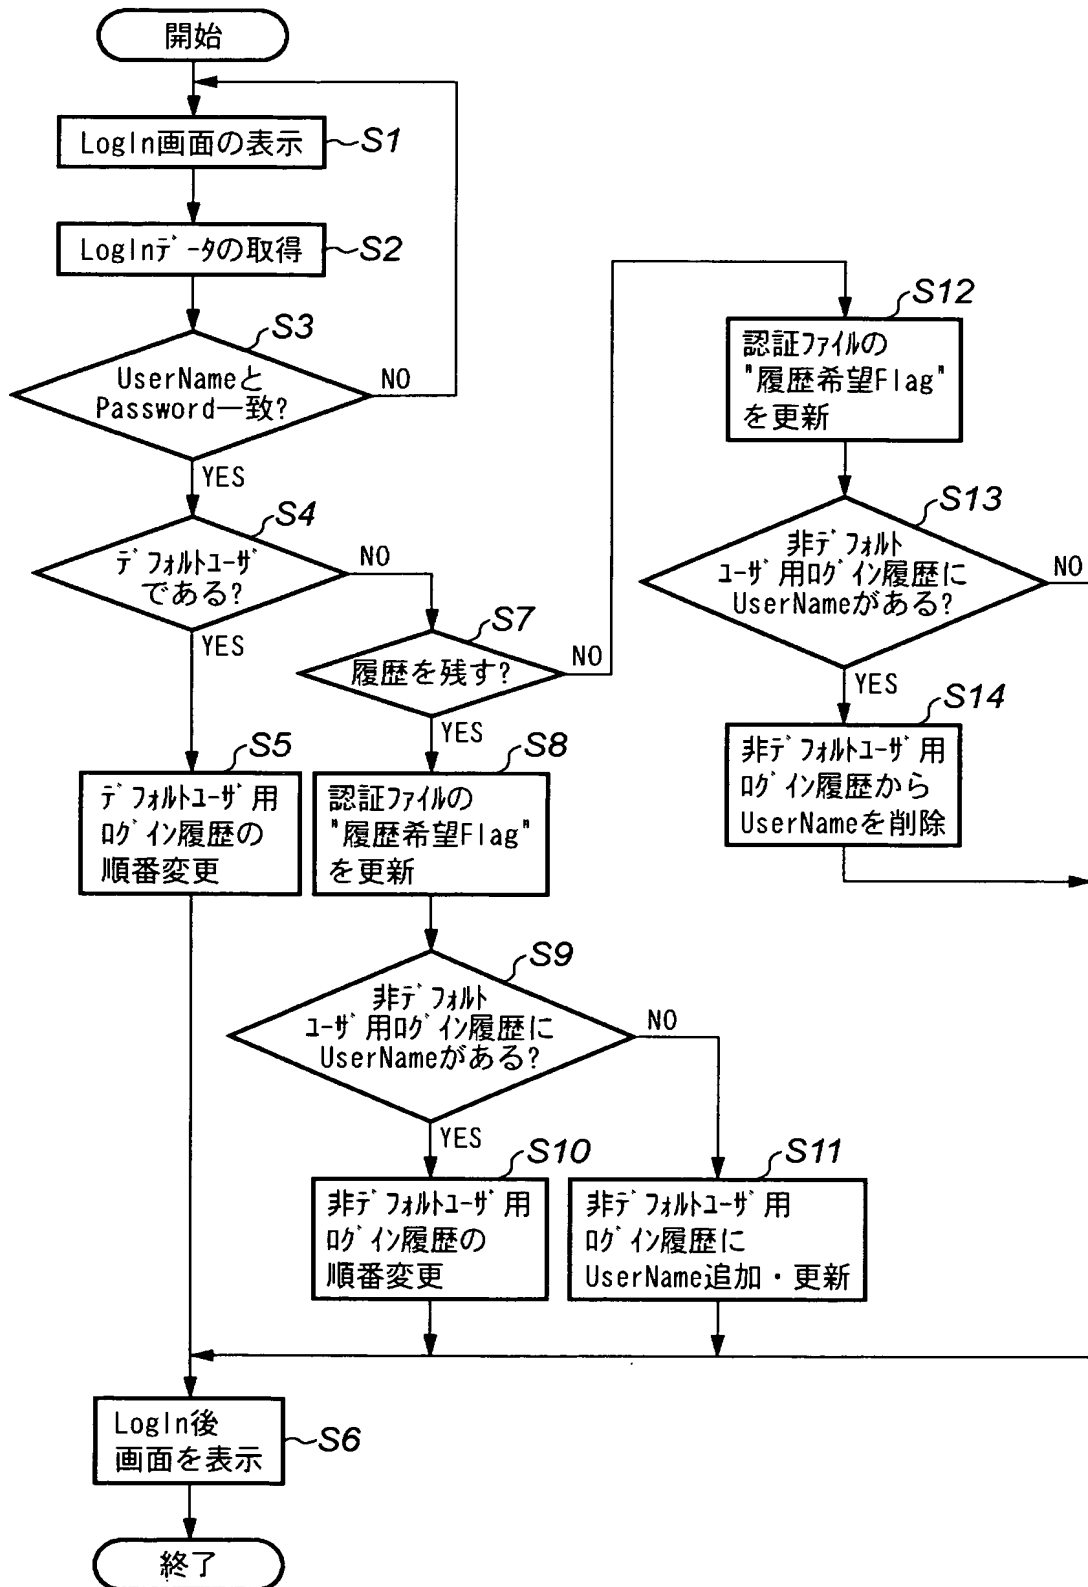 開始
LogIn画面の表示
S1
LogInデータの取得
S2
S3
UserNameと
Password一致?
NO
YES
S4
デフォルトユーザ
である?
NO
YES
S5
デフォルトユーザ用
ログイン履歴の
順番変更
S7
履歴を残す?
NO
YES
S8
認証ファイルの
"履歴希望Flag"
を更新
S9
非デフォルト
ユーザ用ログイン履歴に
UserNameがある?
NO
YES
S10
非デフォルトユーザ用
ログイン履歴の
順番変更
S11
非デフォルトユーザ用
ログイン履歴に
UserName追加・更新
S12
認証ファイルの
"履歴希望Flag"
を更新
S13
非デフォルト
ユーザ用ログイン履歴に
UserNameがある?
NO
YES
S14
非デフォルトユーザ用
ログイン履歴から
UserNameを削除
LogIn後
画面を表示
S6
終了